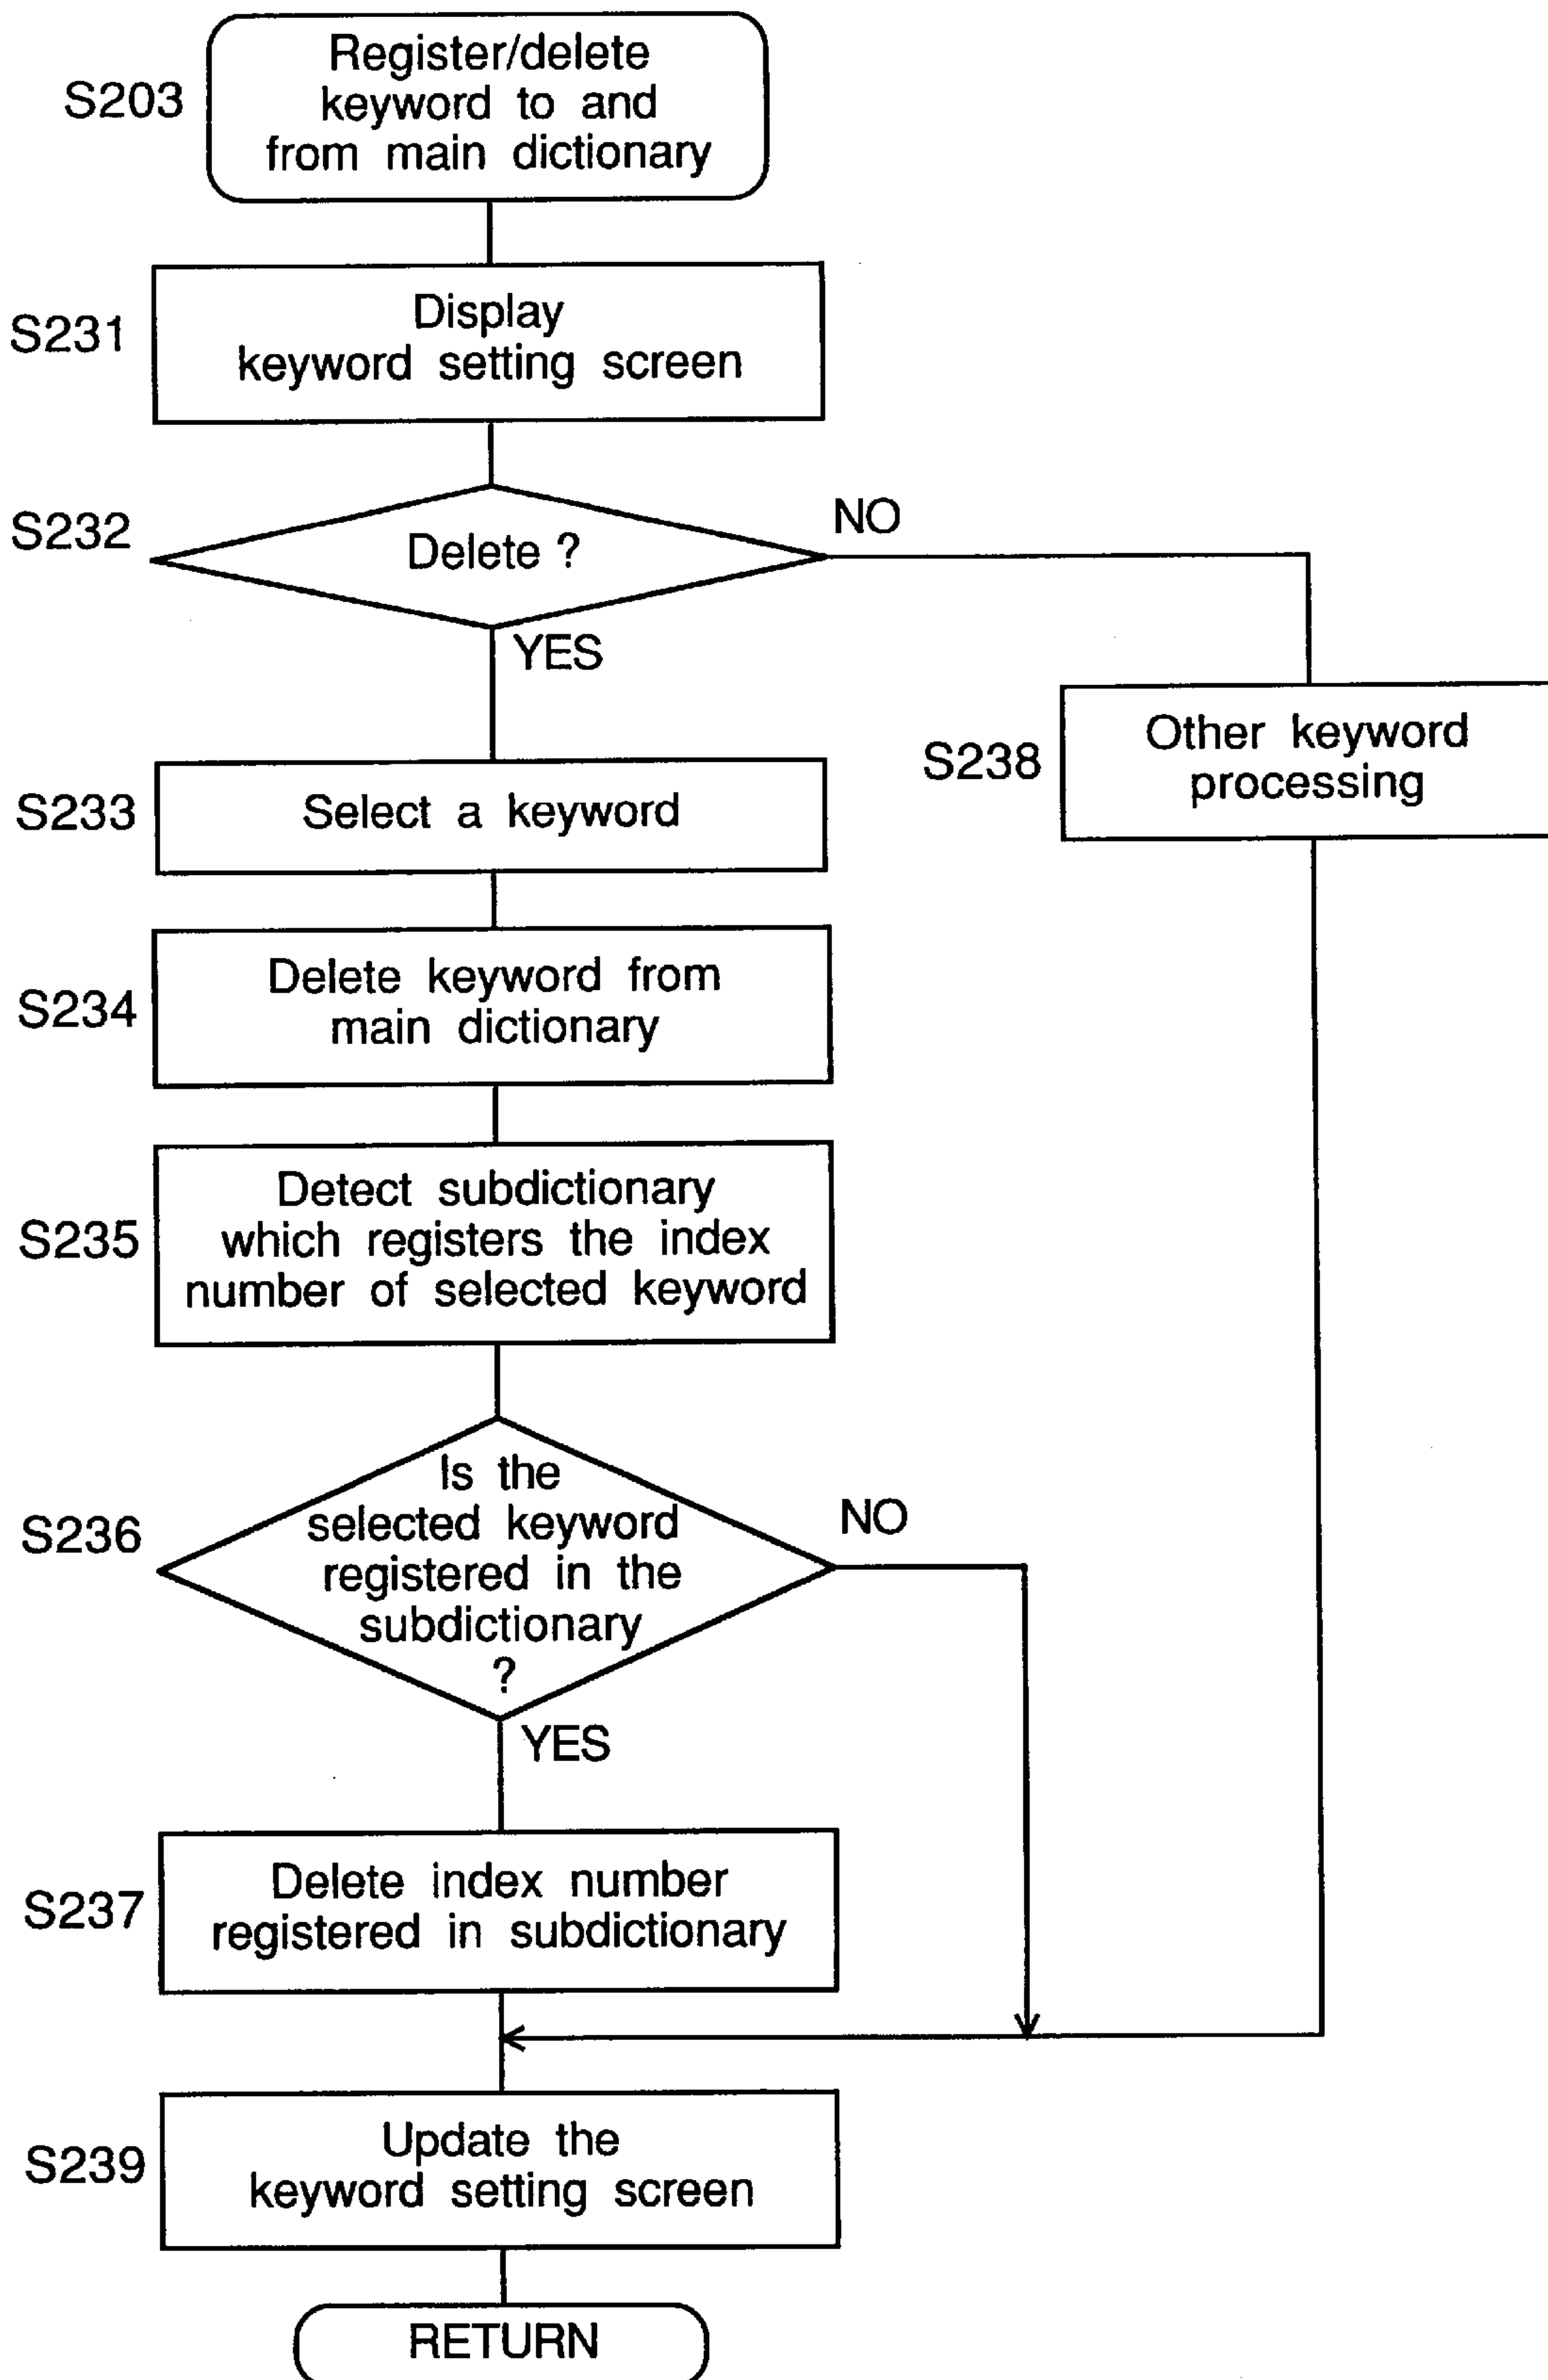 S203
Register/delete
keyword to and
from main dictionary
S231
Display
keyword setting screen
S232
Delete ?
NO
YES
S238
Other keyword
processing
S233
Select a keyword
S234
Delete keyword from
main dictionary
S235
Detect subdictionary
which registers the index
number of selected keyword
S236
Is the
selected keyword
registered in the
subdictionary
?
NO
YES
S237
Delete index number
registered in subdictionary
S239
Update the
keyword setting screen
RETURN